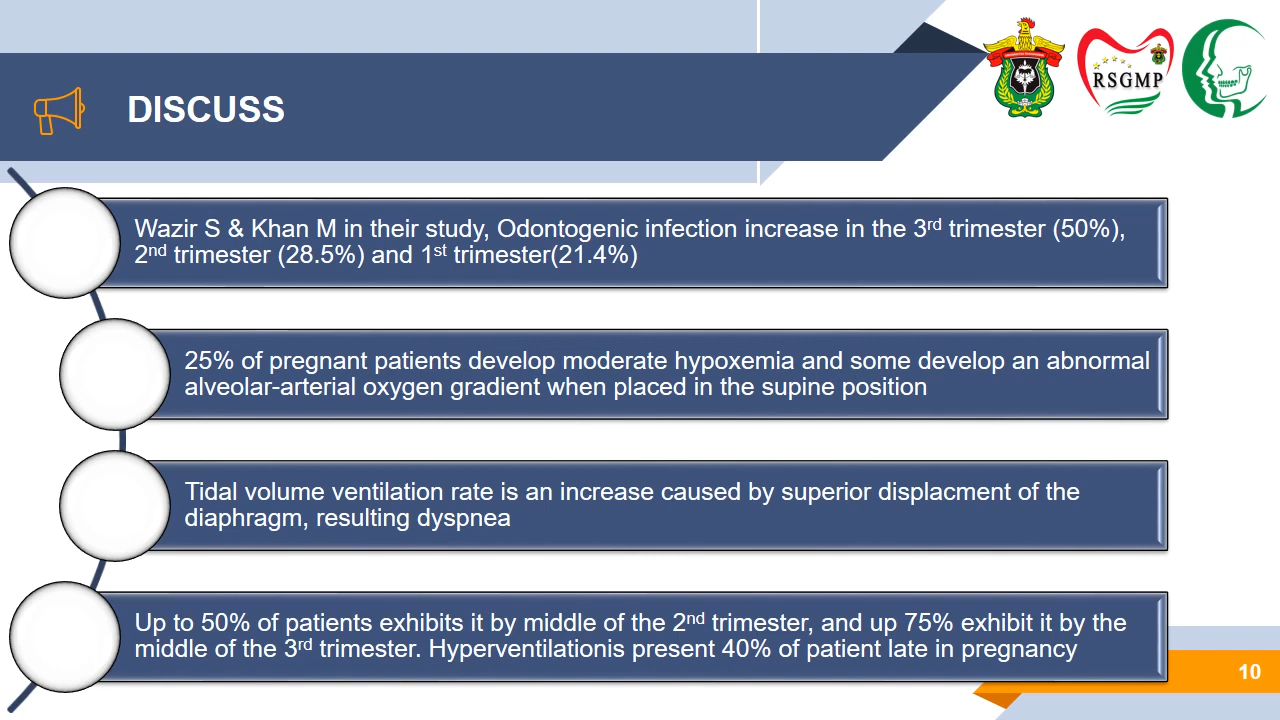 DISCUSS
RSGMP
Wazir S & Khan M in their study, Odontogenic infection increase in the 3rd trimester (50%),
2nd trimester (28.5%) and 1st trimester(21.4%)
25% of pregnant patients develop moderate hypoxemia and some develop an abnormal
alveolar-arterial oxygen gradient when placed in the supine position
Tidal volume ventilation rate is an increase caused by superior displacment of the
diaphragm, resulting dyspnea
Up to 50% of patients exhibits it by middle of the 2nd trimester, and up 75% exhibit it by the
middle of the 3rd trimester. Hyperventilationis present 40% of patient late in pregnancy
10